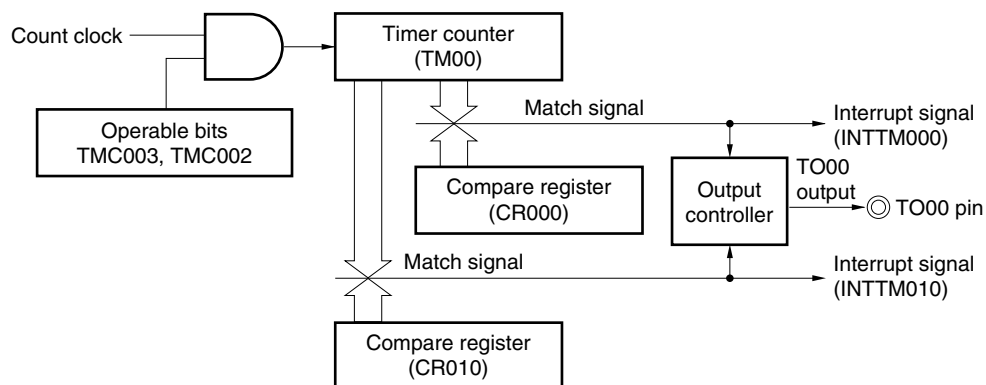 Count clock
Timer counter
(TM00)
Operable bits
TMC003, TMC002
Match signal
Interrupt signal
(INTTM000)
Compare register
(CR000)
Output
controller
TO00
output
TO00 pin
Match signal
Interrupt signal
(INTTM010)
Compare register
(CR010)